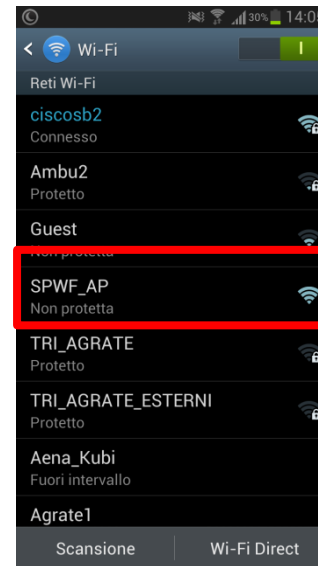 © 30% 14:05
< Wi-Fi
Reti Wi-Fi
ciscosb2
Connesso
Ambu2
Protetto
Guest
Non protetta
SPWF_AP
Non protetta
TRI_AGRATE
Protetto
TRI_AGRATE_ESTERNI
Protetto
Aena_Kubi
Fuori intervallo
Agrate1
Scansione Wi-Fi Direct